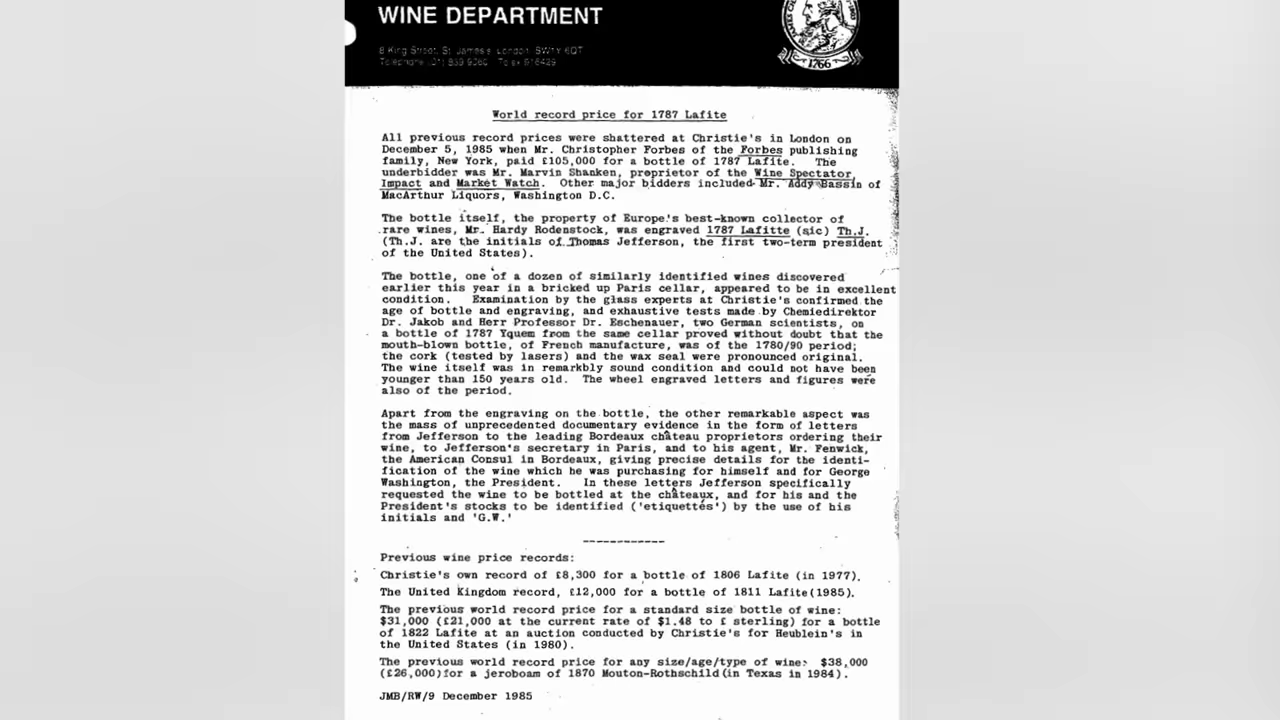 WINE DEPARTMENT
8 King Street, St. James's London SW1Y 6QT
Telephone (01) 839 9060 Telex 916429
1766
World record price for 1787 Lafite
All previous record prices were shattered at Christie's in London on
December 5, 1985 when Mr. Christopher Forbes of the Forbes publishing
family, New York, paid £105,000 for a bottle of 1787 Lafite. The
underbidder was Mr. Marvin Shanken, proprietor of the Wine Spectator,
Impact and Market Watch. Other major bidders included Mr. Addy Bassin of
MacArthur Liquors, Washington D.C.
The bottle itself, the property of Europe's best-known collector of
rare wines, Mr. Hardy Rodenstock, was engraved 1787 Lafitte (sic) Th.J.
(Th.J. are the initials of Thomas Jefferson, the first two-term president
of the United States).
The bottle, one of a dozen of similarly identified wines discovered
earlier this year in a bricked up Paris cellar, appeared to be in excellent
condition. Examination by the glass experts at Christie's confirmed the
age of bottle and engraving, and exhaustive tests made by Chemiedirektor
Dr. Jakob and Herr Professor Dr. Eschenauer, two German scientists, on
a bottle of 1787 Yquem from the same cellar proved without doubt that the
mouth-blown bottle, of French manufacture, was of the 1780/90 period;
the cork (tested by lasers) and the wax seal were pronounced original.
The wine itself was in remarkbly sound condition and could not have been
younger than 150 years old. The wheel engraved letters and figures were
also of the period.
Apart from the engraving on the bottle, the other remarkable aspect was
the mass of unprecedented documentary evidence in the form of letters
from Jefferson to the leading Bordeaux château proprietors ordering their
wine, to Jefferson's secretary in Paris, and to his agent, Mr. Fenwick,
the American Consul in Bordeaux, giving precise details for the identi-
fication of the wine which he was purchasing for himself and for George
Washington, the President. In these letters Jefferson specifically
requested the wine to be bottled at the châteaux, and for his and the
President's stocks to be identified ('etiquettés') by the use of his
initials and 'G.W.'
------------
Previous wine price records:
Christie's own record of £8,300 for a bottle of 1806 Lafite (in 1977).
The United Kingdom record, £12,000 for a bottle of 1811 Lafite(1985).
The previous world record price for a standard size bottle of wine:
$31,000 (£21,000 at the current rate of $1.48 to £ sterling) for a bottle
of 1822 Lafite at an auction conducted by Christie's for Heublein's in
the United States (in 1980).
The previous world record price for any size/age/type of wine: $38,000
(£26,000)for a jeroboam of 1870 Mouton-Rothschild(in Texas in 1984).
JMB/RW/9 December 1985